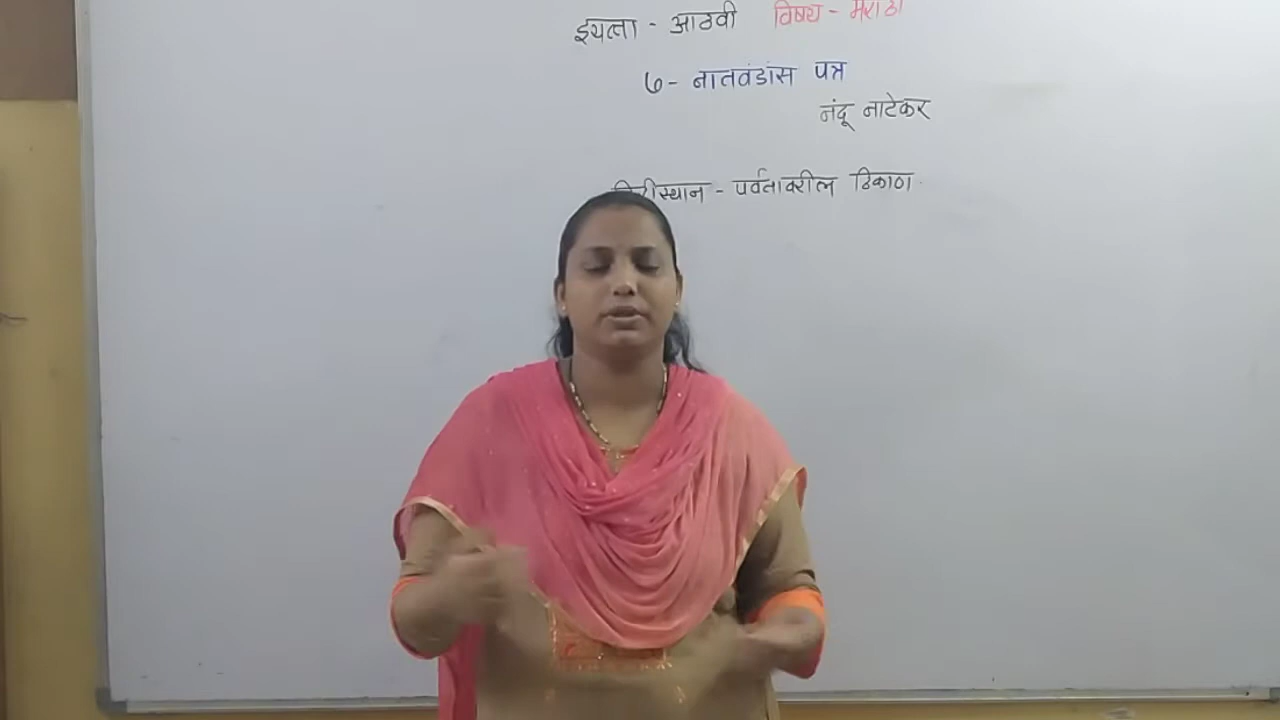 इयत्ता - आठवी विषय - मराठी
७- नातवंडांस पत्र
नंदू नाटेकर
- पर्वतावरील ठिकाण.